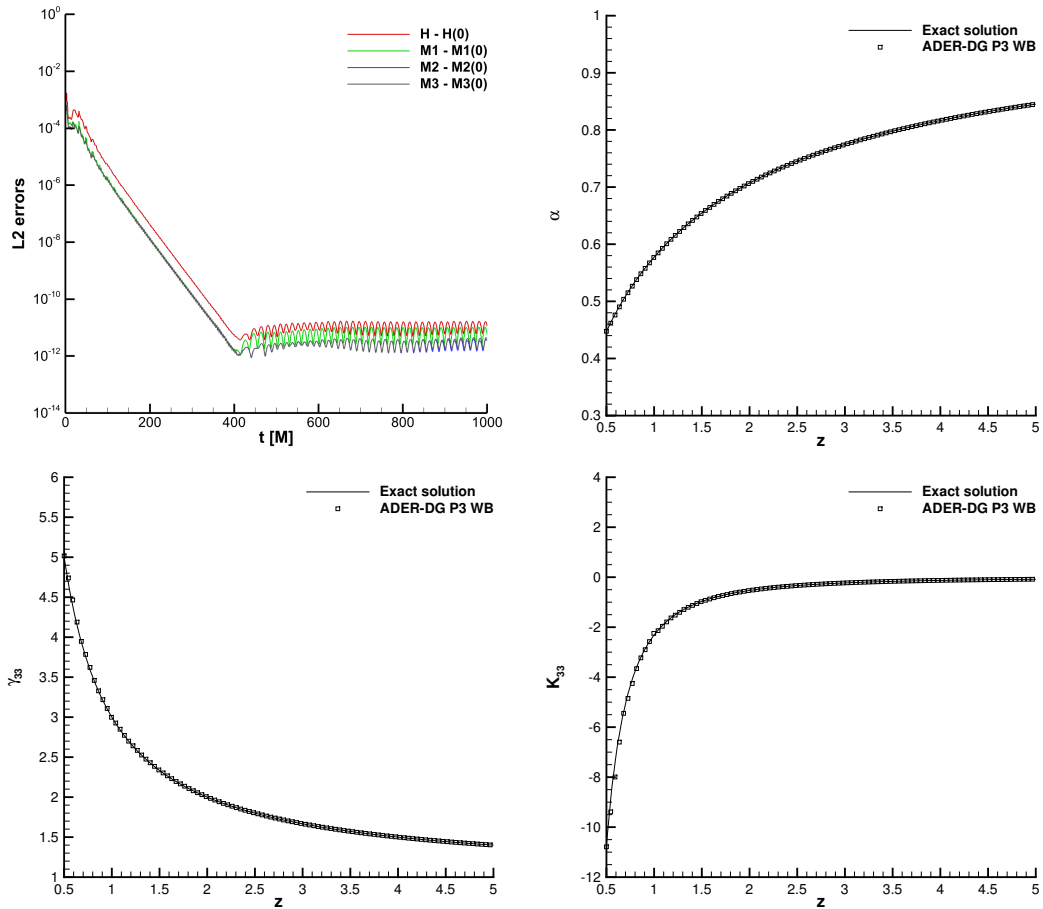 10^0
10^-2
10^-4
10^-6
10^-8
10^-10
10^-12
10^-14
L2 errors
H - H(0)
M1 - M1(0)
M2 - M2(0)
M3 - M3(0)
0 200 400 600 800 1000
t [M]
1
0.9
0.8
0.7
0.6
0.5
0.4
0.3
α
Exact solution
ADER-DG P3 WB
0.5 1 1.5 2 2.5 3 3.5 4 4.5 5
z
6
5.5
5
4.5
4
3.5
3
2.5
2
1.5
1
γ33
Exact solution
ADER-DG P3 WB
0.5 1 1.5 2 2.5 3 3.5 4 4.5 5
z
4
2
0
-2
-4
-6
-8
-10
-12
K33
Exact solution
ADER-DG P3 WB
0.5 1 1.5 2 2.5 3 3.5 4 4.5 5
z